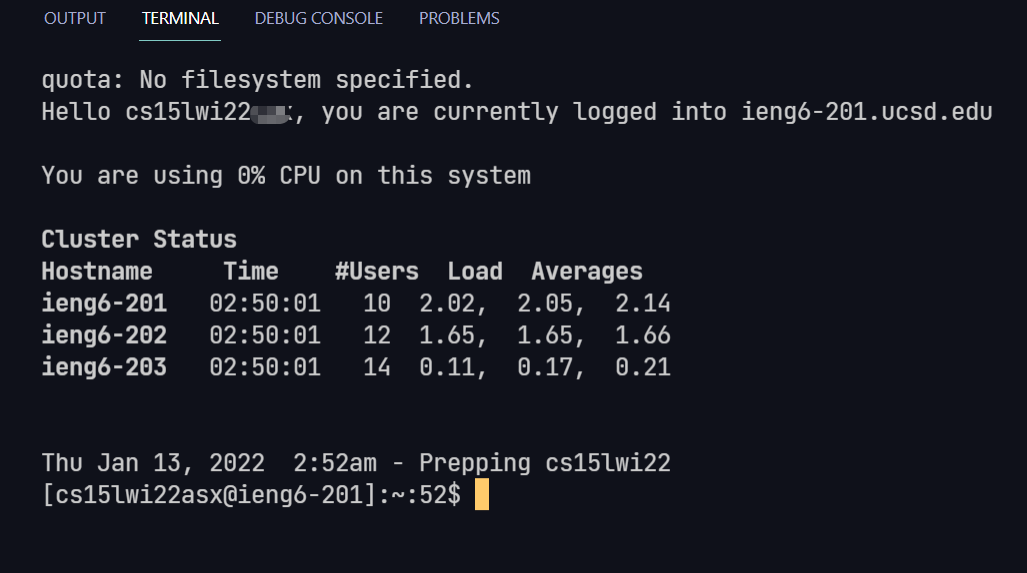 OUTPUT TERMINAL DEBUG CONSOLE PROBLEMS
quota: No filesystem specified.
Hello you are currently logged into ieng6-201.ucsd.edu
You are using 0% CPU on this system
Cluster Status
Hostname Time #Users Load Averages
ieng6-201 02:50:01 10 2.02, 2.05, 2.14
ieng6-202 02:50:01 12 1.65, 1.65, 1.66
ieng6-203 02:50:01 14 0.11, 0.17, 0.21
Thu Jan 13, 2022 2:52am - Prepping cs15lwi22
[cs15lwi22asx@ieng6-201]:~:52$